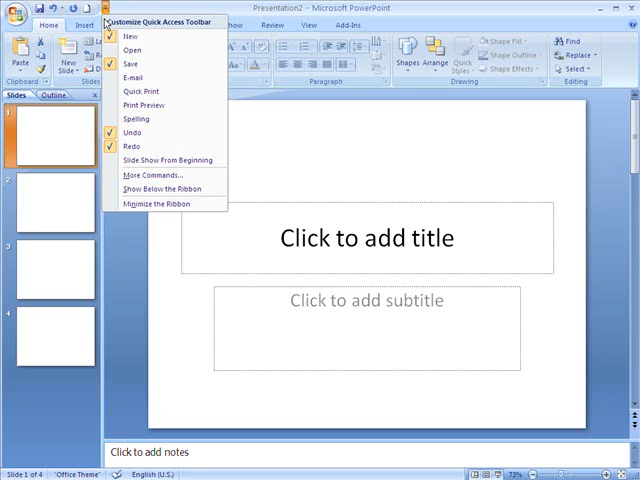 Presentation2 - Microsoft PowerPoint
Home
Insert
Show
Review
View
Add-Ins
Customize Quick Access Toolbar
New
Open
Save
E-mail
Quick Print
Print Preview
Spelling
Undo
Redo
Slide Show From Beginning
More Commands...
Show Below the Ribbon
Minimize the Ribbon
Paste
New
Slide
Clipboard
Paragraph
Shapes
Arrange
Quick
Styles
Shape Fill
Shape Outline
Shape Effects
Drawing
Find
Replace
Select
Editing
Slides
Outline
1
2
3
4
Click to add title
Click to add subtitle
Click to add notes
Slide 1 of 4
"Office Theme"
English (U.S.)
73%